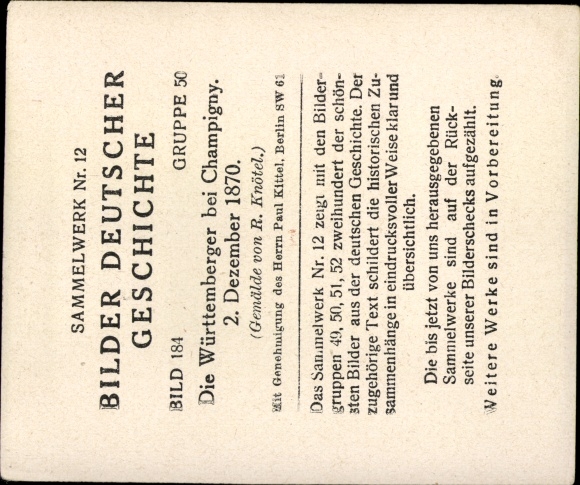 SAMMELWERK Nr. 12
BILDER DEUTSCHER
GESCHICHTE
BILD 184 GRUPPE 50
Die Württemberger bei Champigny.
2. Dezember 1870.
(Gemälde von R. Knötel.)
Mit Genehmigung des Herrn Paul Kittel, Berlin SW 61
Das Sammelwerk Nr. 12 zeigt mit den Bilder-
gruppen 49, 50, 51, 52 zweihundert der schön-
sten Bilder aus der deutschen Geschichte. Der
zugehörige Text schildert die historischen Zu-
sammenhänge in eindrucksvoller Weise klar und
übersichtlich.
Die bis jetzt von uns herausgegebenen
Sammelwerke sind auf der Rück-
seite unserer Bilderschecks aufgezählt.
Weitere Werke sind in Vorbereitung